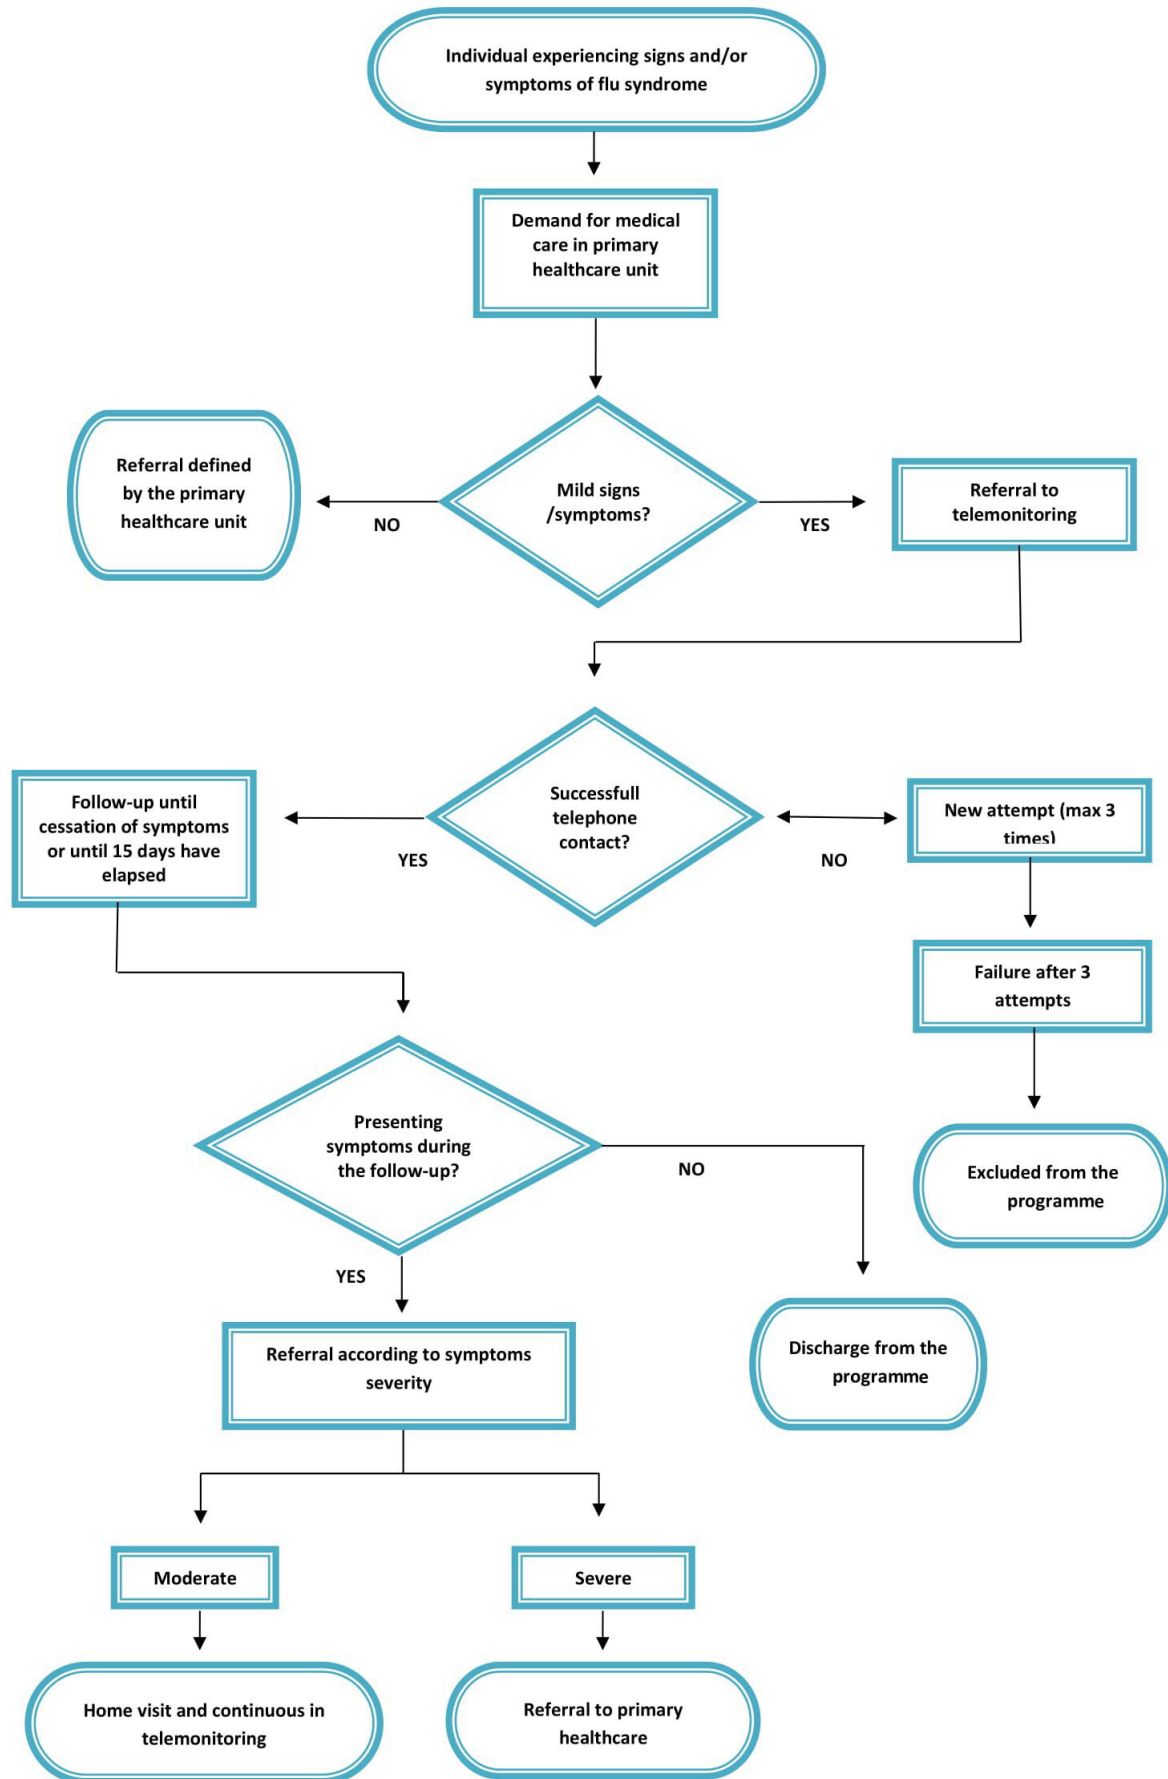 Individual experiencing signs and/or
symptoms of flu syndrome
Demand for medical
care in primary
healthcare unit
Referral defined
by the primary
healthcare unit
NO
Mild signs
/symptoms?
YES
Referral to
telemonitoring
Follow-up until
cessation of symptoms
or until 15 days have
elapsed
YES
Successfull
telephone
contact?
NO
New attempt (max 3
times)
Failure after 3
attempts
Excluded from the
programme
Presenting
symptoms during
the follow-up?
NO
YES
Discharge from the
programme
Referral according to symptoms
severity
Moderate
Severe
Home visit and continuous in
telemonitoring
Referral to primary
healthcare